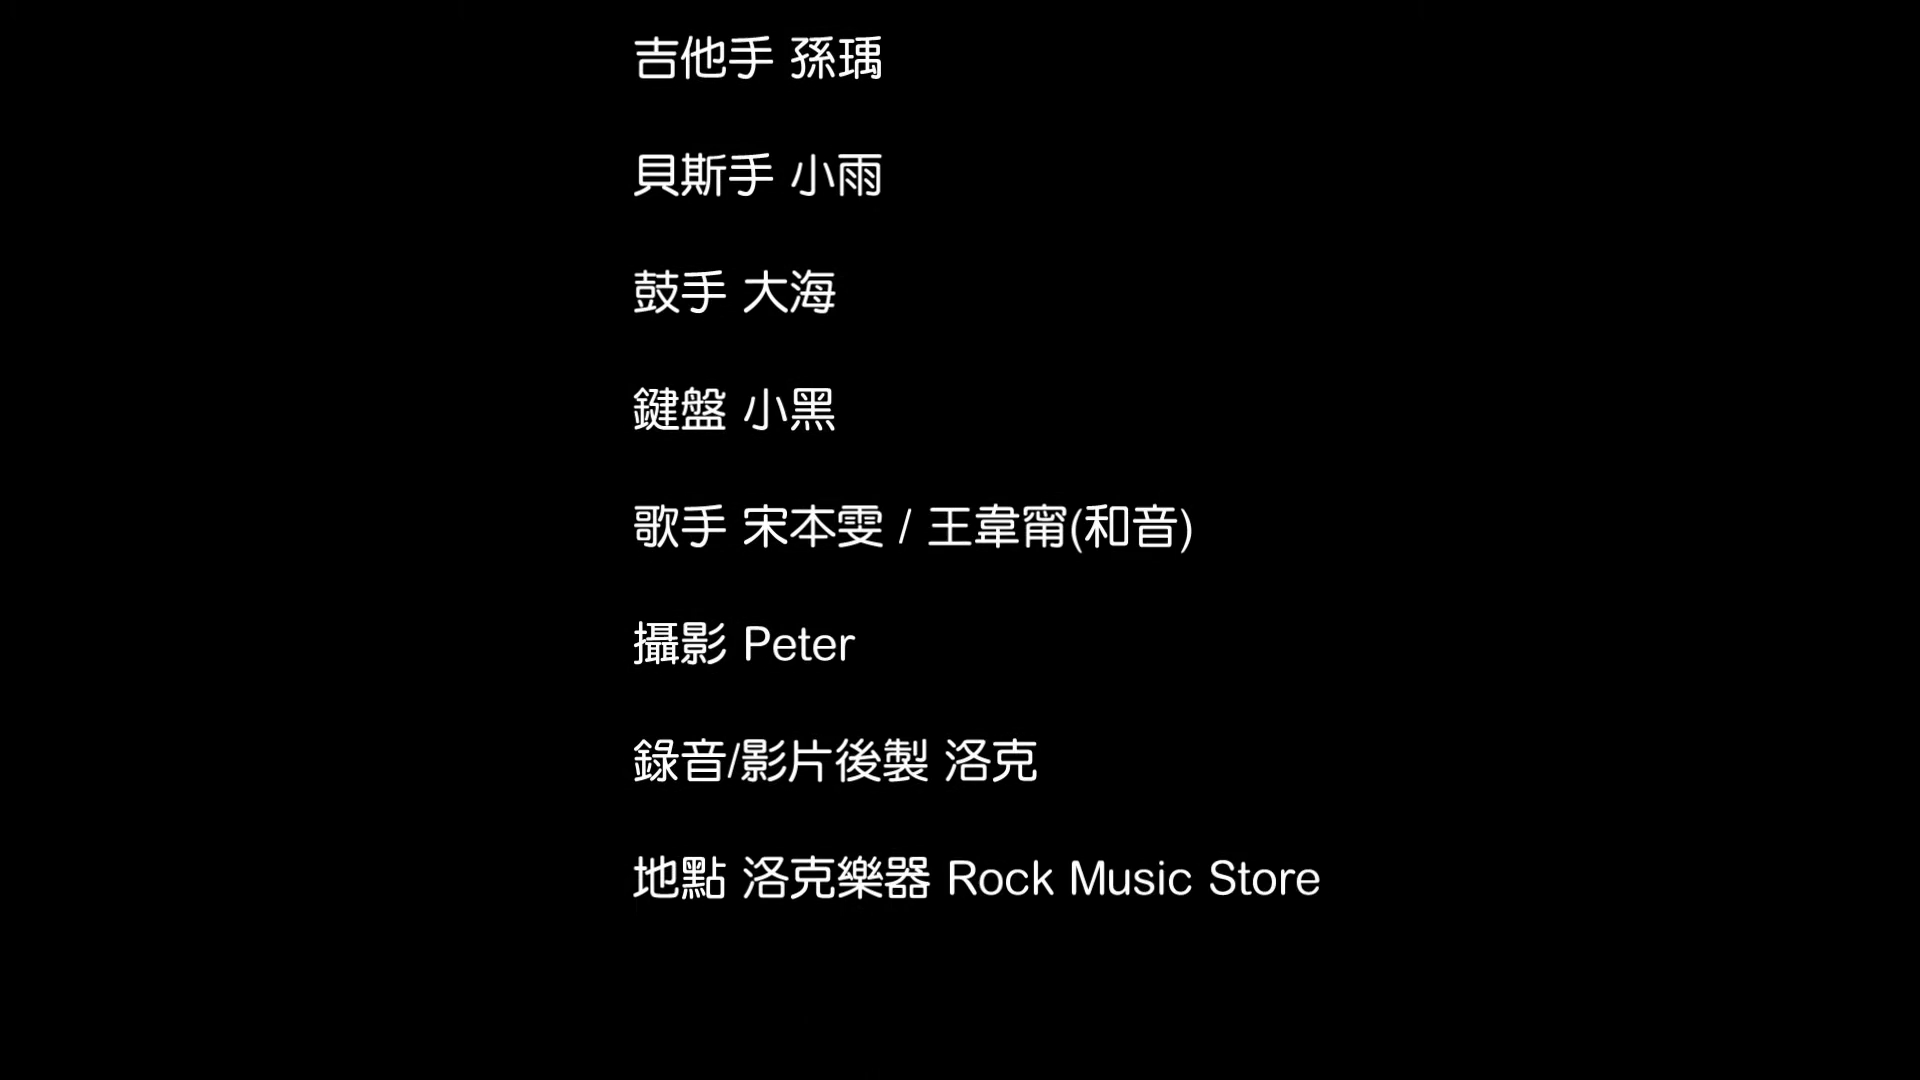 吉他手 孫瑀
貝斯手 小雨
鼓手 大海
鍵盤 小黑
歌手 宋本雯 / 王韋甯(和音)
攝影 Peter
錄音/影片後製 洛克
地點 洛克樂器 Rock Music Store